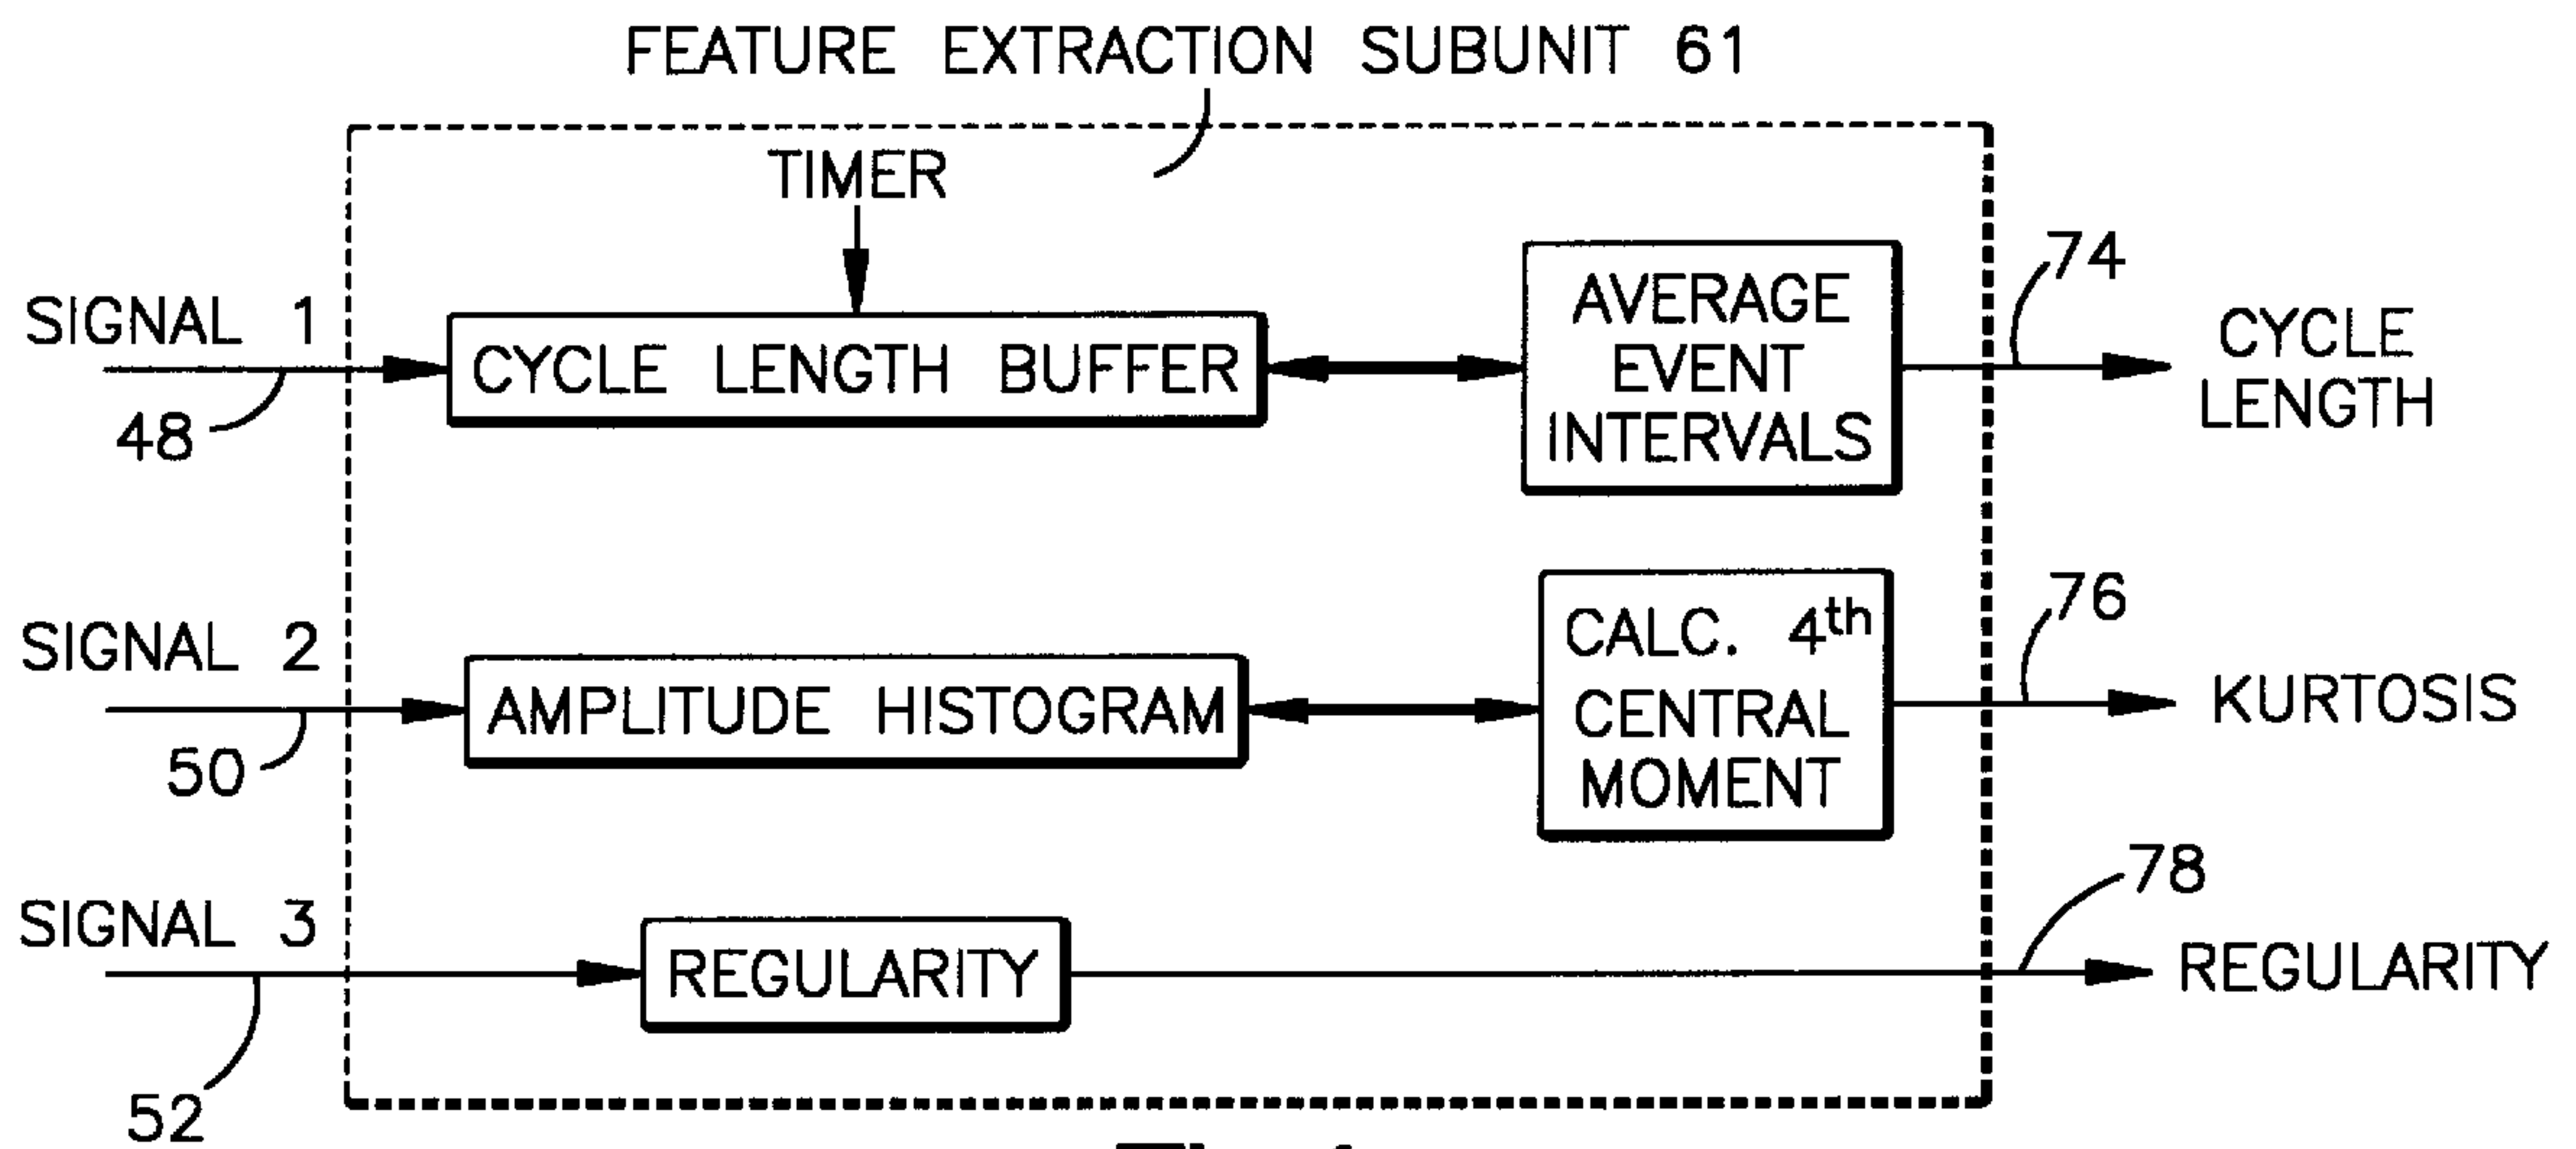 FEATURE EXTRACTION SUBUNIT 61
TIMER
SIGNAL 1
48
CYCLE LENGTH BUFFER
AVERAGE
EVENT
INTERVALS
74
CYCLE
LENGTH
SIGNAL 2
50
AMPLITUDE HISTOGRAM
CALC. 4th
CENTRAL
MOMENT
76
KURTOSIS
SIGNAL 3
52
REGULARITY
78
REGULARITY